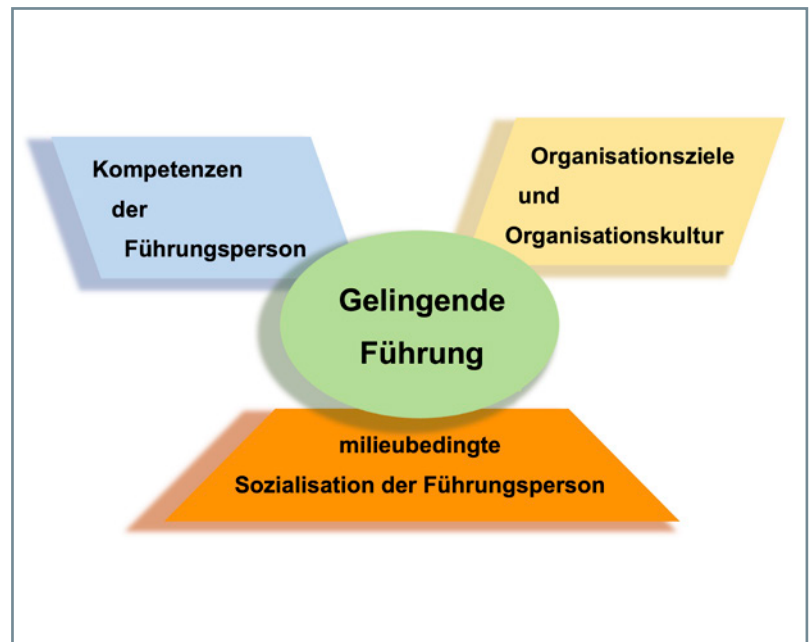 Kompetenzen
der
Führungsperson
Organisationsziele
und
Organisationskultur
Gelingende
Führung
milieubedingte
Sozialisation der Führungsperson